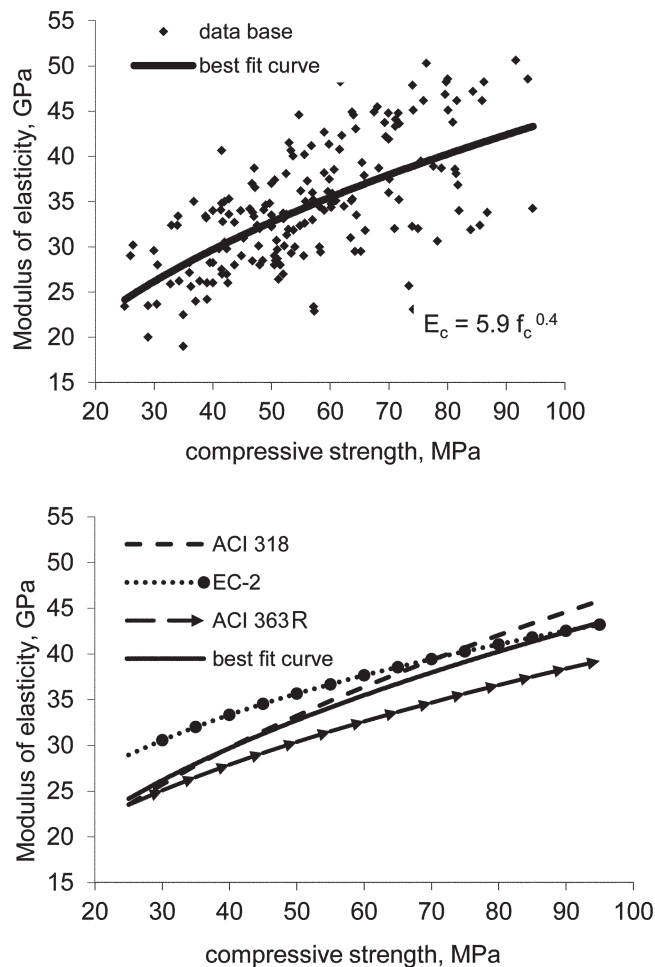 data base
best fit curve
55
50
45
40
35
30
25
20
15
Modulus of elasticity, GPa
E_c = 5.9 f_c^0.4
20 30 40 50 60 70 80 90 100
compressive strength, MPa
ACI 318
EC-2
ACI 363R
best fit curve
55
50
45
40
35
30
25
20
15
Modulus of elasticity, GPa
20 30 40 50 60 70 80 90 100
compressive strength, MPa